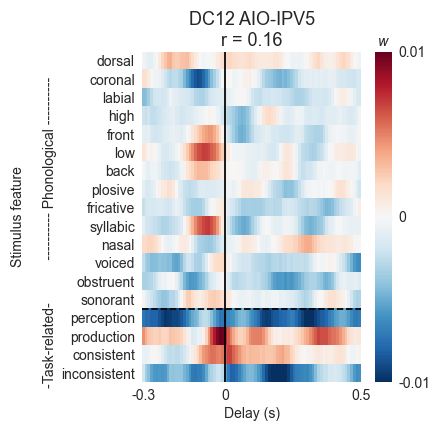 DC12 AIO-IPV5
r = 0.16
w
0.01
0
-0.01
Stimulus feature
---------- Phonological ----------
-Task-related-
dorsal
coronal
labial
high
front
low
back
plosive
fricative
syllabic
nasal
voiced
obstruent
sonorant
perception
production
consistent
inconsistent
-0.3 0 0.5
Delay (s)